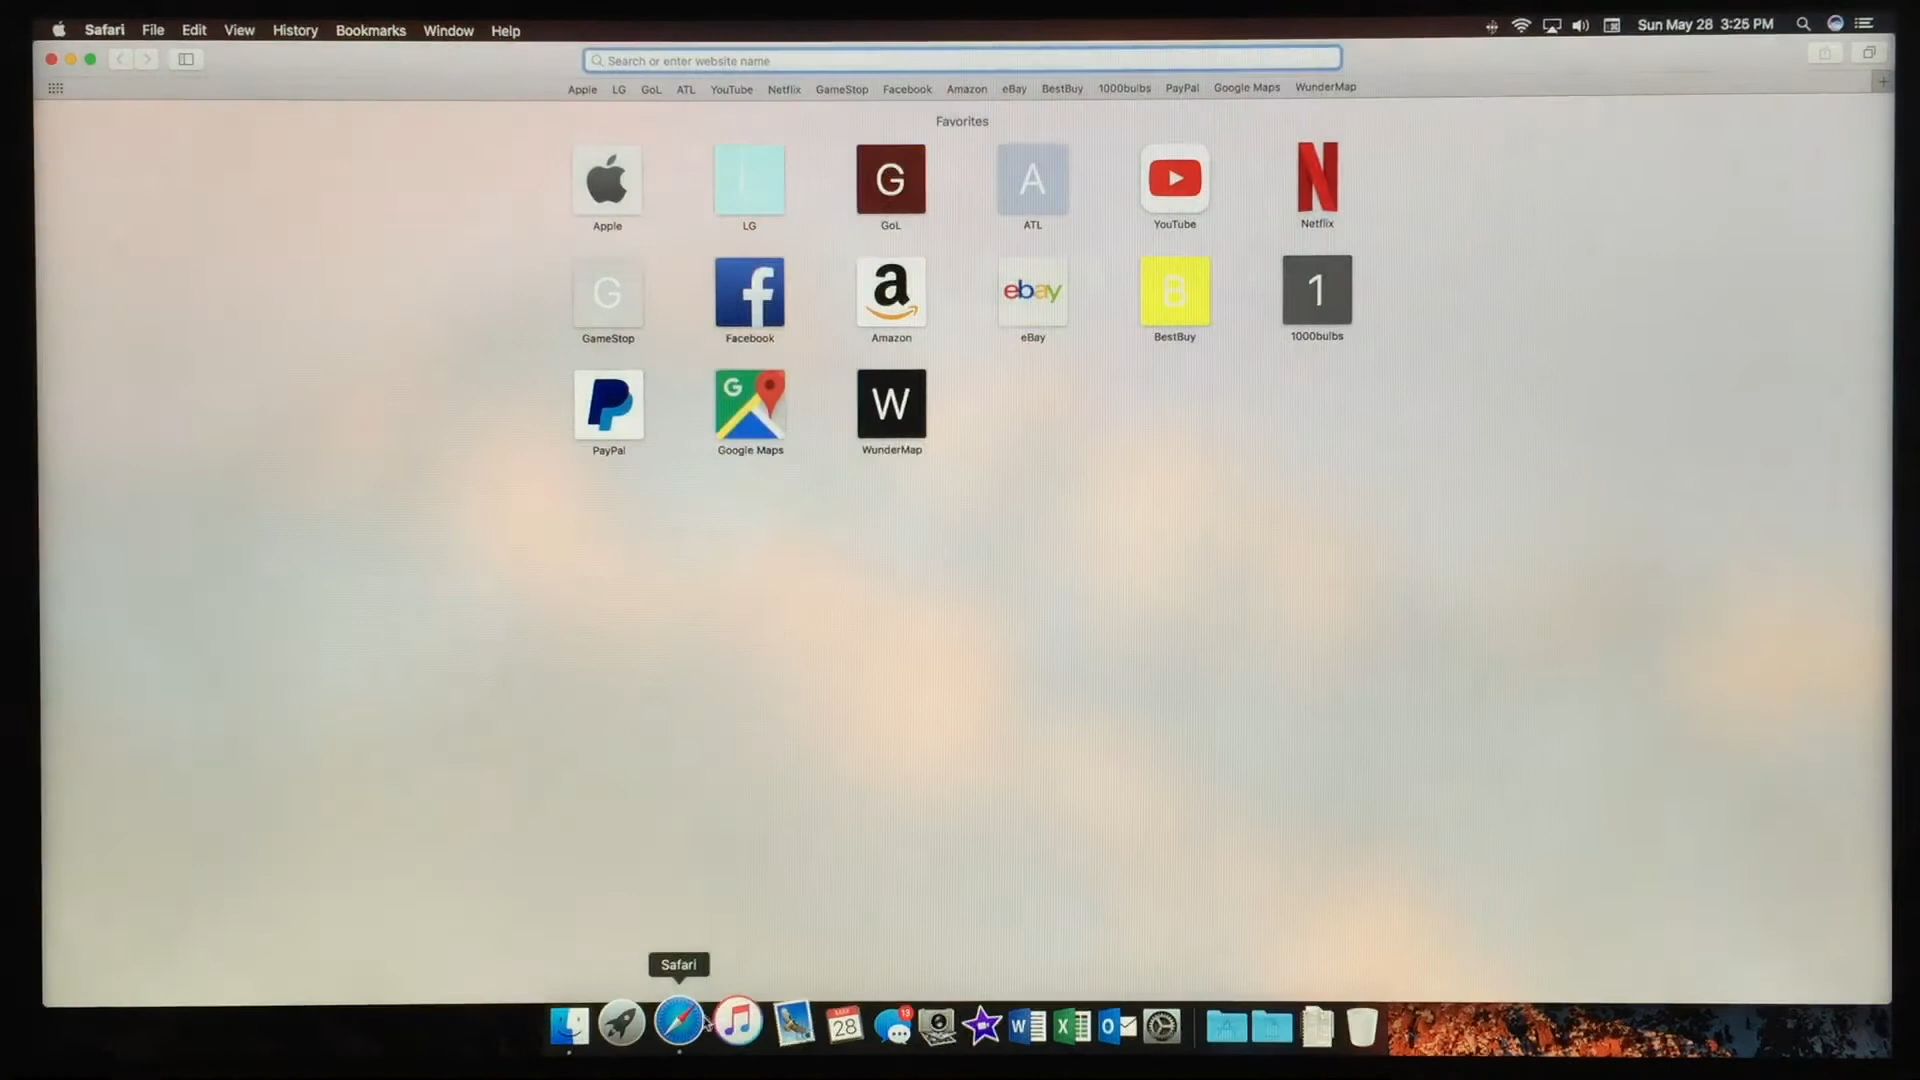 Safari File Edit View History Bookmarks Window Help Sun May 28 3:25 PM
Search or enter website name
Apple LG GoL ATL YouTube Netflix GameStop Facebook Amazon eBay BestBuy 1000bulbs PayPal Google Maps WunderMap
Favorites
L G A N
Apple LG GoL ATL YouTube Netflix
G f a ebay B 1
GameStop Facebook Amazon eBay BestBuy 1000bulbs
P G W
PayPal Google Maps WunderMap
Safari
MAY 28 13 W X O